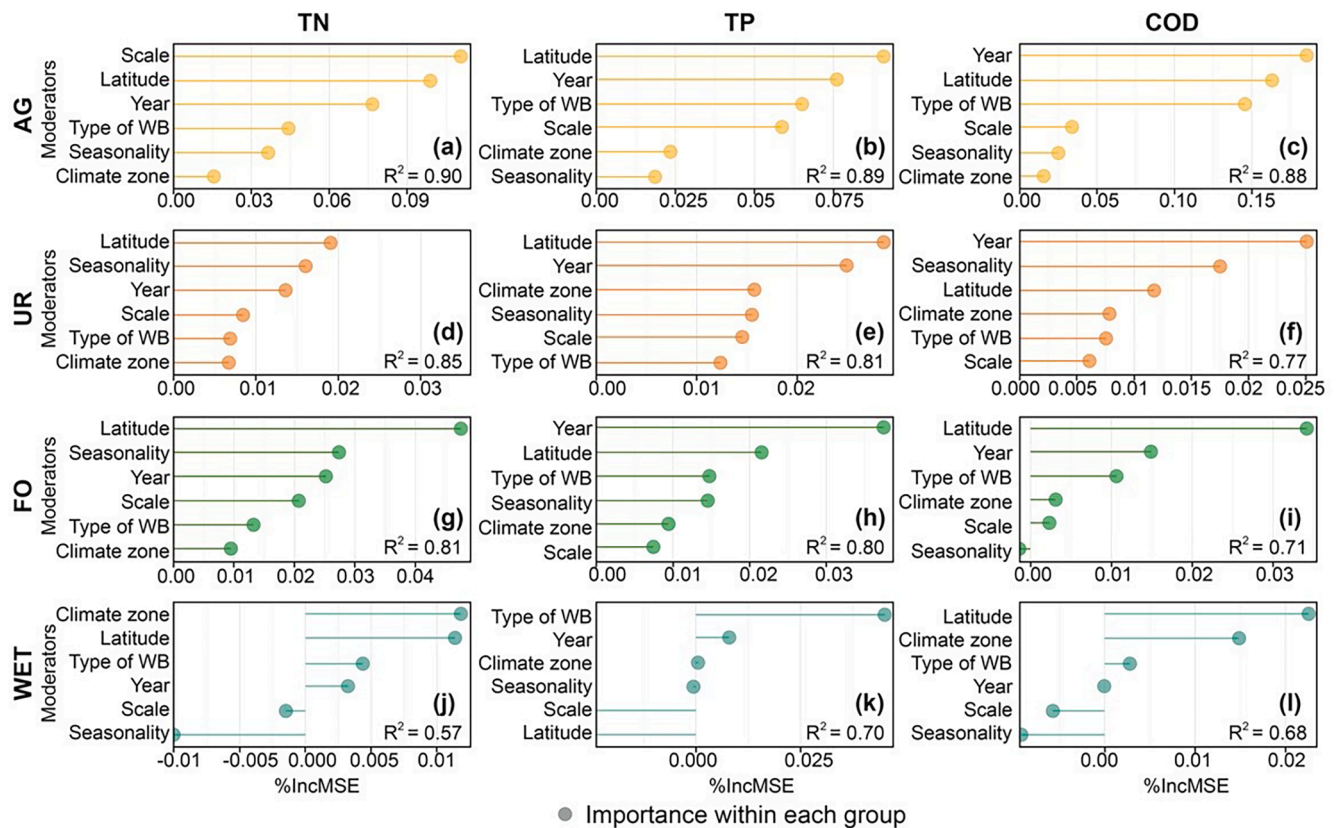 TN
TP
COD
AG
Moderators
Scale
Latitude
Year
Type of WB
Seasonality
Climate zone
(a)
R² = 0.90
0.00 0.03 0.06 0.09
Latitude
Year
Type of WB
Scale
Climate zone
Seasonality
(b)
R² = 0.89
0.000 0.025 0.050 0.075
Year
Latitude
Type of WB
Scale
Seasonality
Climate zone
(c)
R² = 0.88
0.00 0.05 0.10 0.15
UR
Moderators
Latitude
Seasonality
Year
Scale
Type of WB
Climate zone
(d)
R² = 0.85
0.00 0.01 0.02 0.03
Latitude
Year
Climate zone
Seasonality
Scale
Type of WB
(e)
R² = 0.81
0.00 0.01 0.02
Year
Seasonality
Latitude
Climate zone
Type of WB
Scale
(f)
R² = 0.77
0.000 0.005 0.010 0.015 0.020 0.025
FO
Moderators
Latitude
Seasonality
Year
Scale
Type of WB
Climate zone
(g)
R² = 0.81
0.00 0.01 0.02 0.03 0.04
Year
Latitude
Type of WB
Seasonality
Climate zone
Scale
(h)
R² = 0.80
0.00 0.01 0.02 0.03
Latitude
Year
Type of WB
Climate zone
Scale
Seasonality
(i)
R² = 0.71
0.00 0.01 0.02 0.03
WET
Moderators
Climate zone
Latitude
Type of WB
Year
Scale
Seasonality
(j)
R² = 0.57
-0.01 -0.005 0.000 0.005 0.01
%IncMSE
Type of WB
Year
Climate zone
Seasonality
Scale
Latitude
(k)
R² = 0.70
0.000 0.025
%IncMSE
Latitude
Climate zone
Type of WB
Year
Scale
Seasonality
(l)
R² = 0.68
0.00 0.01 0.02
%IncMSE
Importance within each group